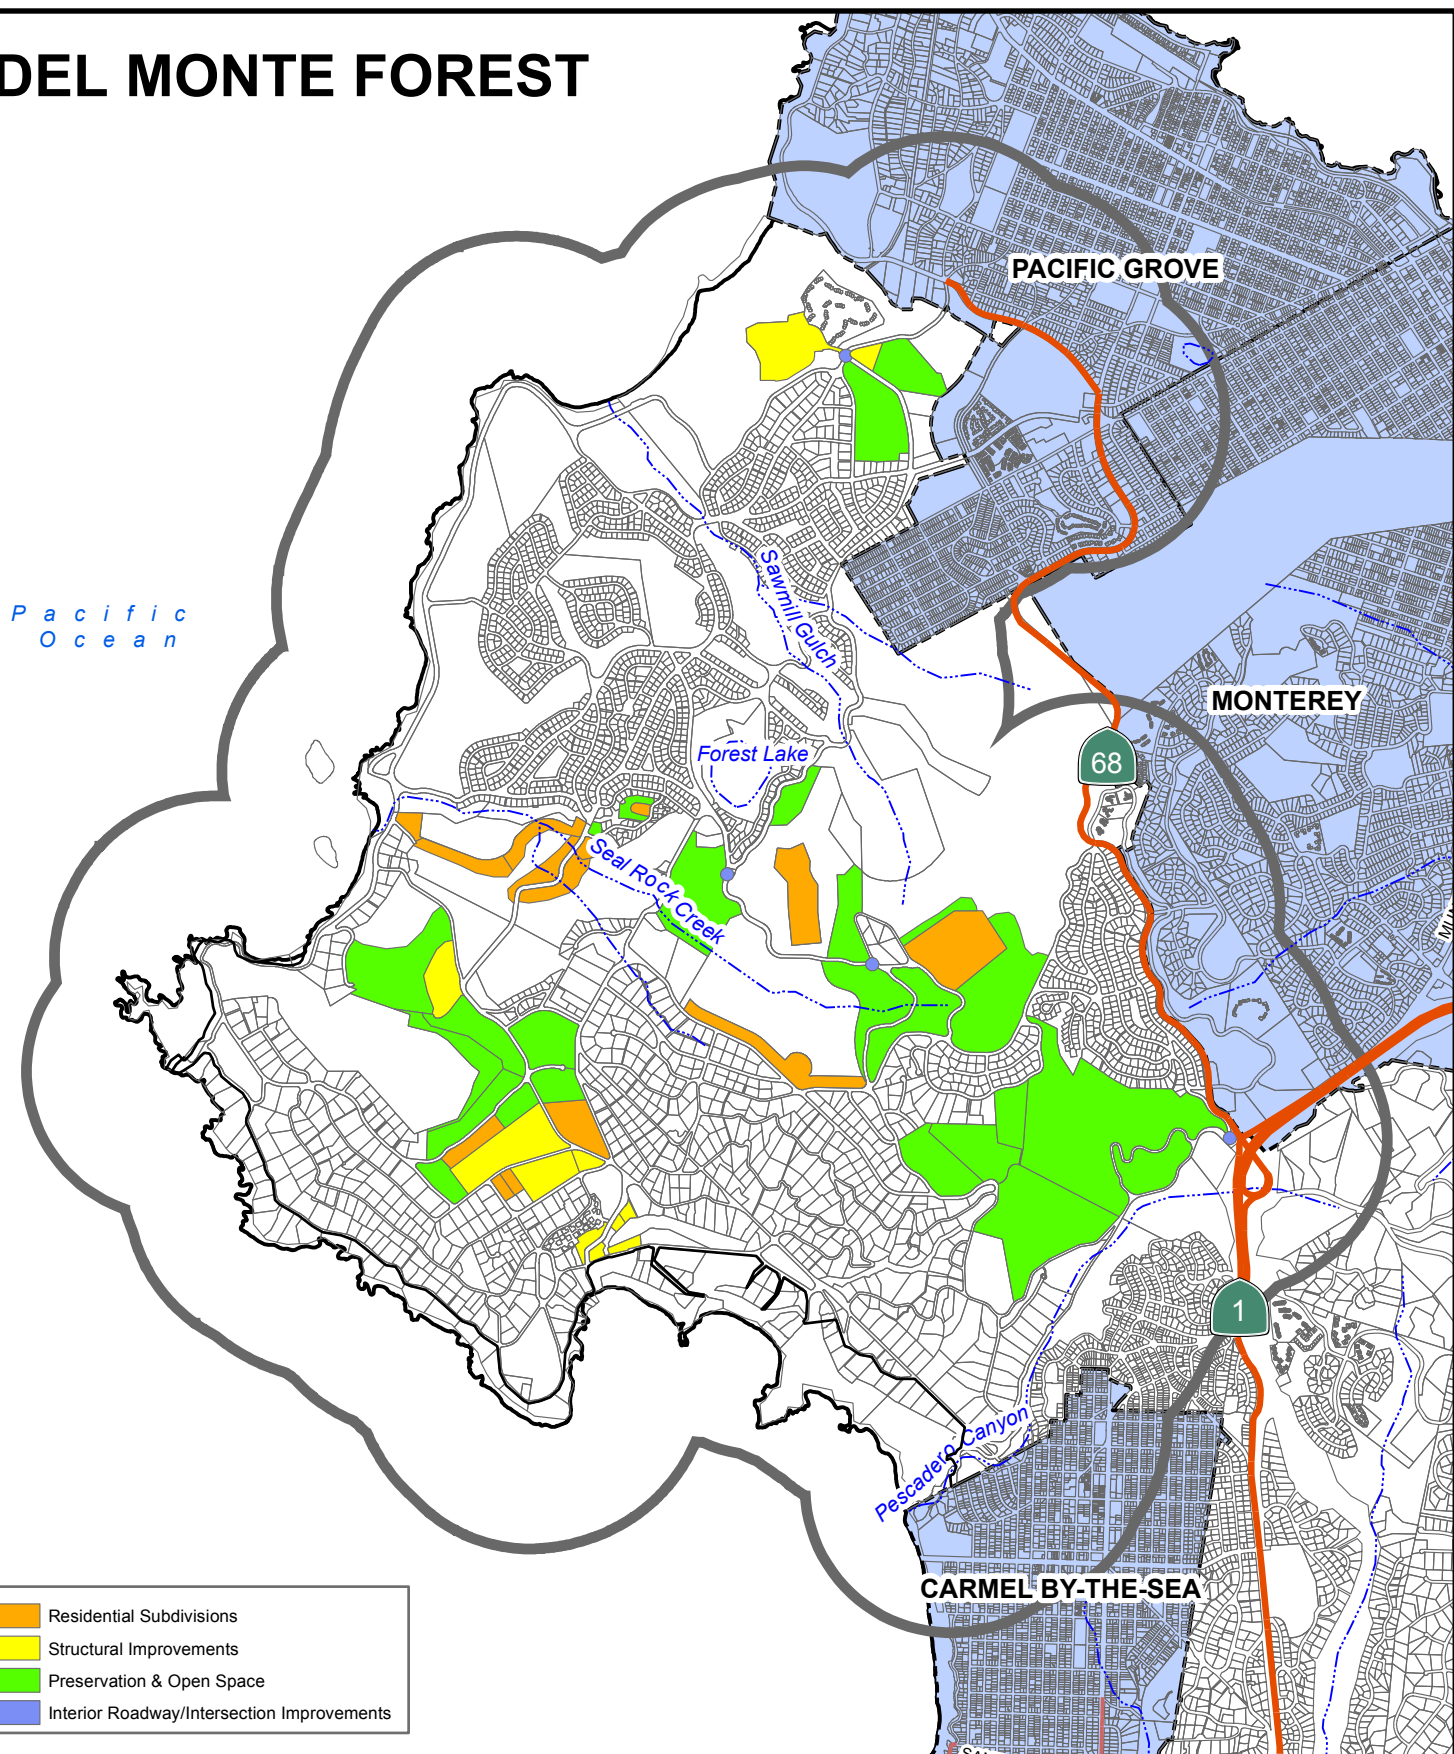 DEL MONTE FOREST
PACIFIC GROVE
Pacific
Ocean
Sawmill Gulch
MONTEREY
Forest Lake
68
Seal Rock Creek
1
Pescadero Canyon
CARMEL BY-THE-SEA
Residential Subdivisions
Structural Improvements
Preservation & Open Space
Interior Roadway/Intersection Improvements